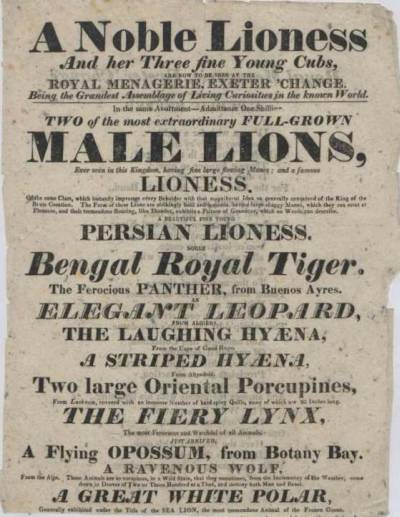 A Noble Lioness
And her Three fine Young Cubs,
ARE NOW TO BE SEEN AT THE
ROYAL MENAGERIE, EXETER 'CHANGE.
Being the Grandest Assemblage of Living Curiosities in the known World.
In the same Apartment—Admittance One Shilling
TWO of the most extraordinary FULL-GROWN
MALE LIONS,
Ever seen in this Kingdom, having fine large flowing Manes; and a famous
LIONESS,
Of the same Class, which instantly impresses every Beholder with that magnificent Idea so generally entertained of the King of the
Brute Creation. The Form of these Lions are strikingly bold and majestic, having large shaggy Manes, which they can erect at
Pleasure, and their tremendous Roaring, like Thunder, exhibits a Picture of Grandeur, which no Words can describe.
A BEAUTIFUL FINE YOUNG
PERSIAN LIONESS.
NOBLE
Bengal Royal Tiger.
The Ferocious PANTHER, from Buenos Ayres.
AN
ELEGANT LEOPARD,
FROM ALGIERS.
THE LAUGHING HYÆNA,
From the Cape of Good Hope.
A STRIPED HYÆNA,
From
Two large Oriental Porcupines,
From covered with an immense Number of hard spiky Quills, many of which are 20 Inches long.
THE FIERY LYNX,
The most Ferocious and Watchful of all Animals.
JUST ARRIVED,
A Flying OPOSSUM, from Botany Bay.
A RAVENOUS WOLF,
From the Alps. These Animals are so voracious, in a Wild State, that they sometimes, from the Inclemency of the Weather, come
down in Droves of Two or Three Hundred at a Time, and destroy both Man and Beast.
A GREAT WHITE POLAR,
Generally exhibited under the Title of the SEA LION, the most tremendous Animal of the Frozen Ocean.